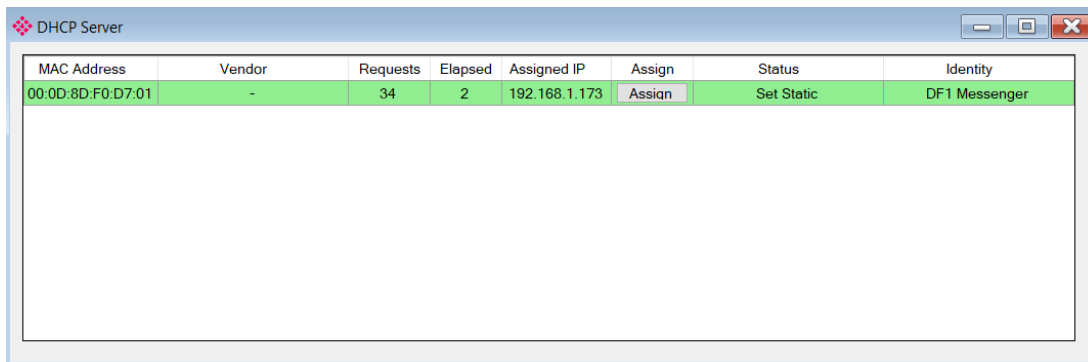 DHCP Server
MAC Address Vendor Requests Elapsed Assigned IP Assign Status Identity
00:0D:8D:F0:D7:01 - 34 2 192.168.1.173 Assign Set Static DF1 Messenger